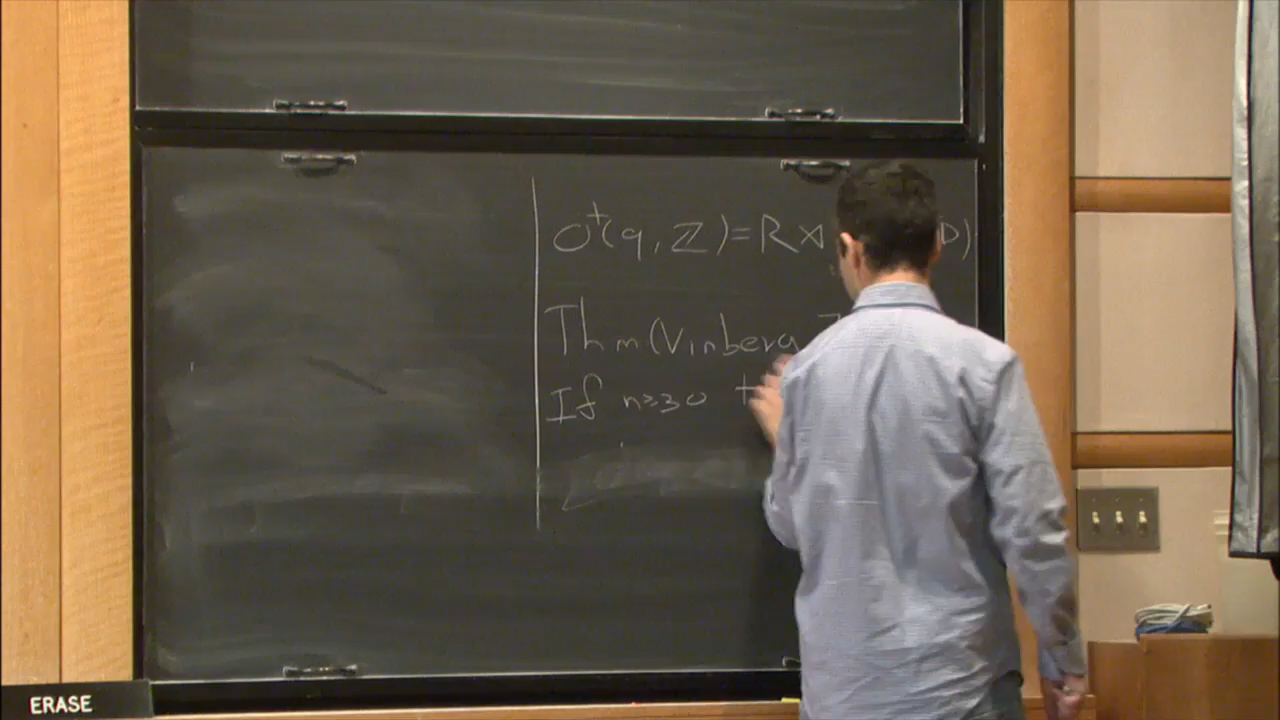 O⁺(q, ℤ) = R ⋊ D)
Thm (Vinberg
If n≥30
ERASE